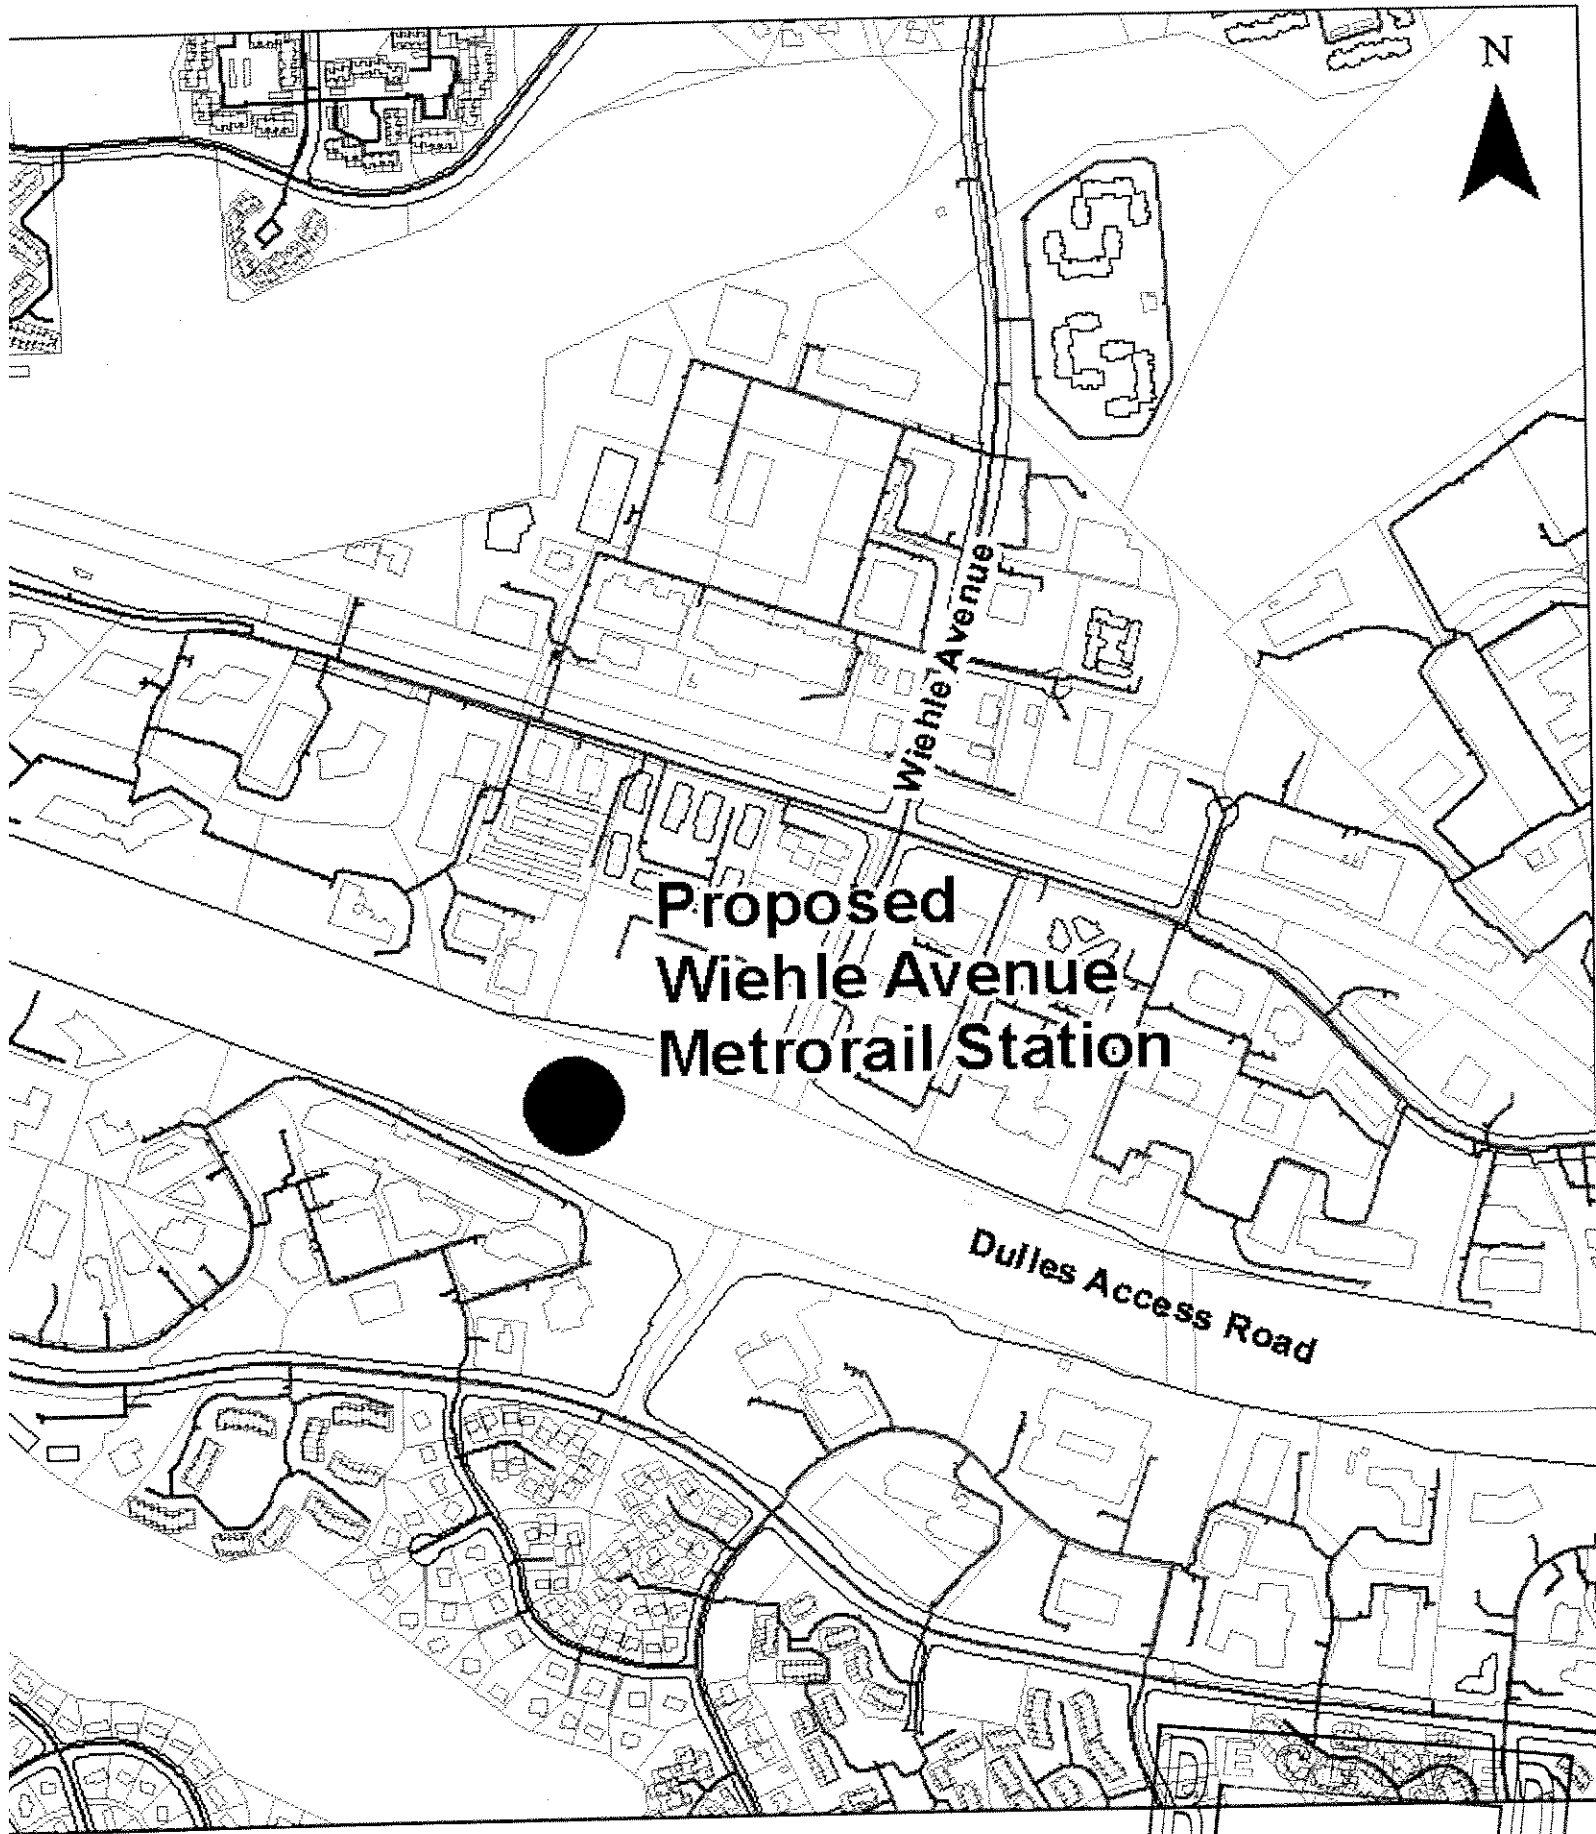 N
Wiehle Avenue
Proposed
Wiehle Avenue
Metrorail Station
Dulles Access Road